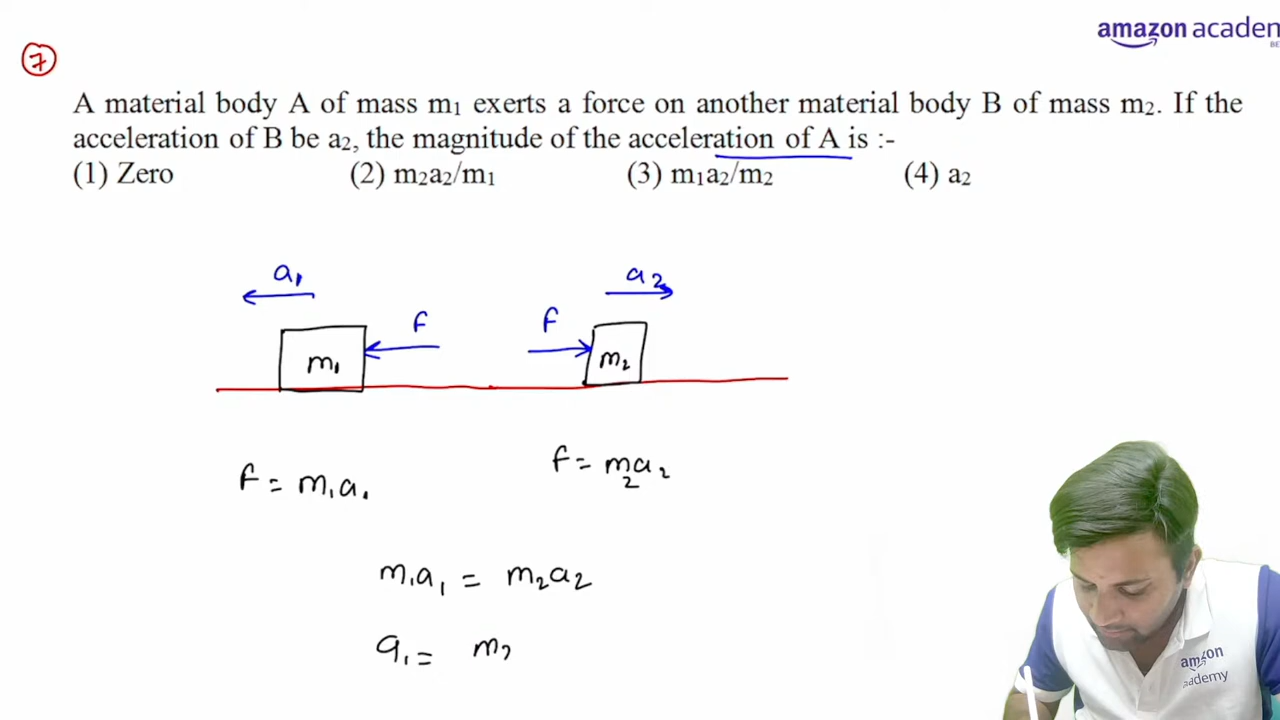 amazon academ
BE
7
A material body A of mass m₁ exerts a force on another material body B of mass m₂. If the
acceleration of B be a₂, the magnitude of the acceleration of A is :-
(1) Zero (2) m₂a₂/m₁ (3) m₁a₂/m₂ (4) a₂
a₁ a₂
f f
m₁ m₂
f = m₁a₁ f = m₂a₂
m₁a₁ = m₂a₂
a₁ = m₂
amazon
academy